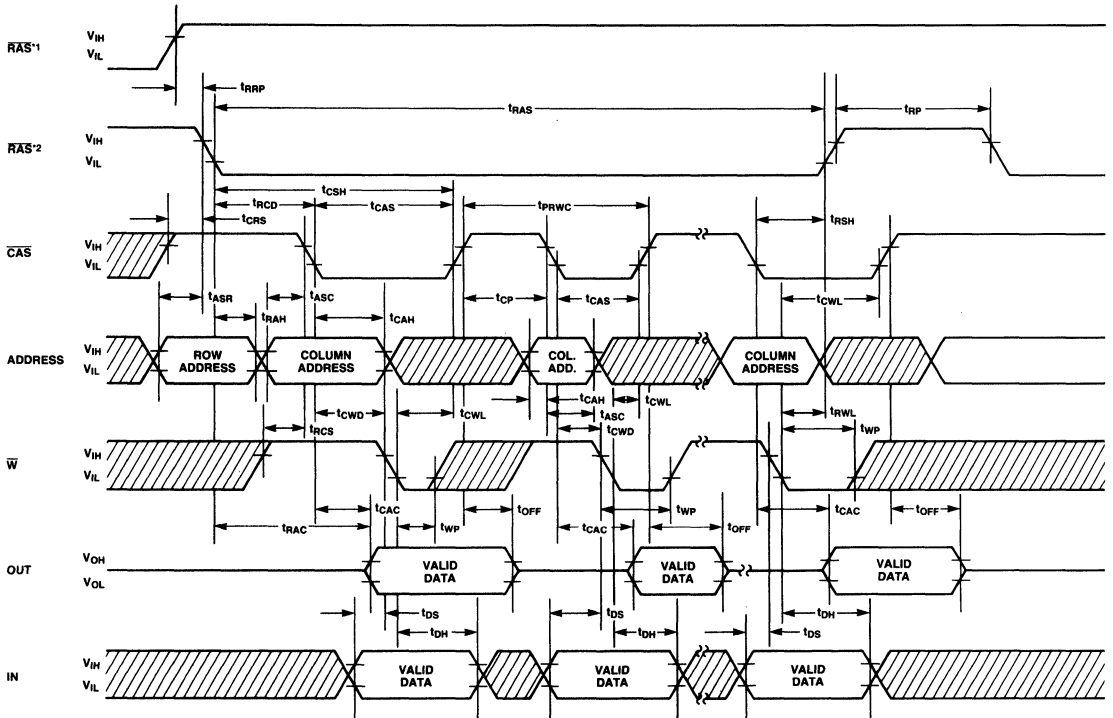 RAS*1 VIH
VIL
tRRP
tRAS
tRP
RAS*2 VIH
VIL
tCSH
tRCD
tCAS
tPRWC
tCRS
tRSH
CAS VIH
VIL
tASR
tASC
tCP
tCAS
tCWL
tRAH
tCAH
ADDRESS VIH
VIL
ROW
ADDRESS
COLUMN
ADDRESS
COL.
ADD.
COLUMN
ADDRESS
tCAH
tCWL
tCWD
tCWL
tASC
tRWL
tRCS
tCWD
tWP
W VIH
VIL
tCAC
tOFF
tWP
tCAC
tOFF
tRAC
tWP
tCAC
tOFF
OUT VOH
VOL
VALID
DATA
VALID
DATA
VALID
DATA
tDS
tDS
tDH
tDH
tDH
tDS
IN VIH
VIL
VALID
DATA
VALID
DATA
VALID
DATA